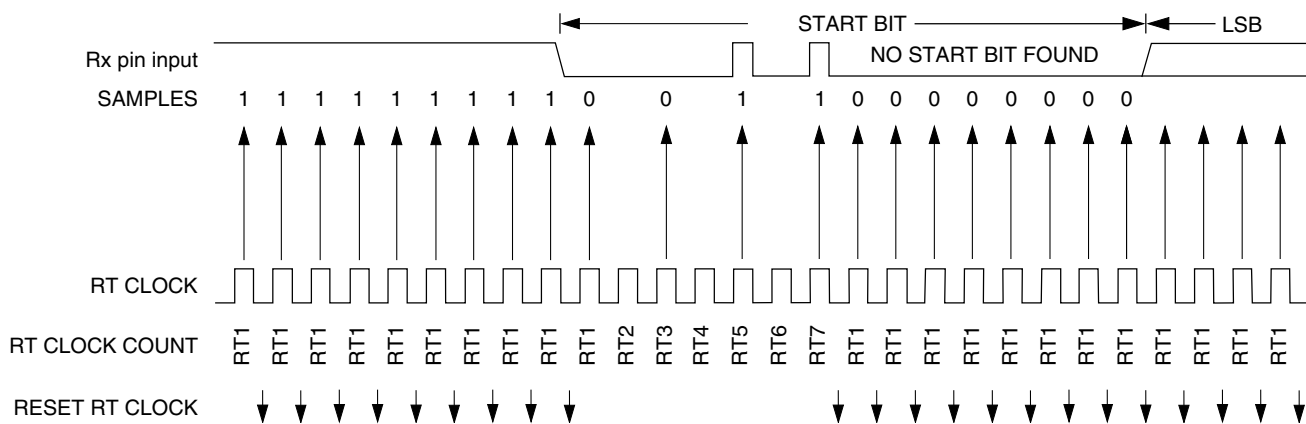 START BIT LSB
Rx pin input NO START BIT FOUND
SAMPLES 1 1 1 1 1 1 1 1 1 0 0 1 1 0 0 0 0 0 0 0 0
RT CLOCK
RT CLOCK COUNT RT1 RT1 RT1 RT1 RT1 RT1 RT1 RT1 RT1 RT1 RT2 RT3 RT4 RT5 RT6 RT7 RT1 RT1 RT1 RT1 RT1 RT1 RT1 RT1 RT1 RT1 RT1 RT1
RESET RT CLOCK